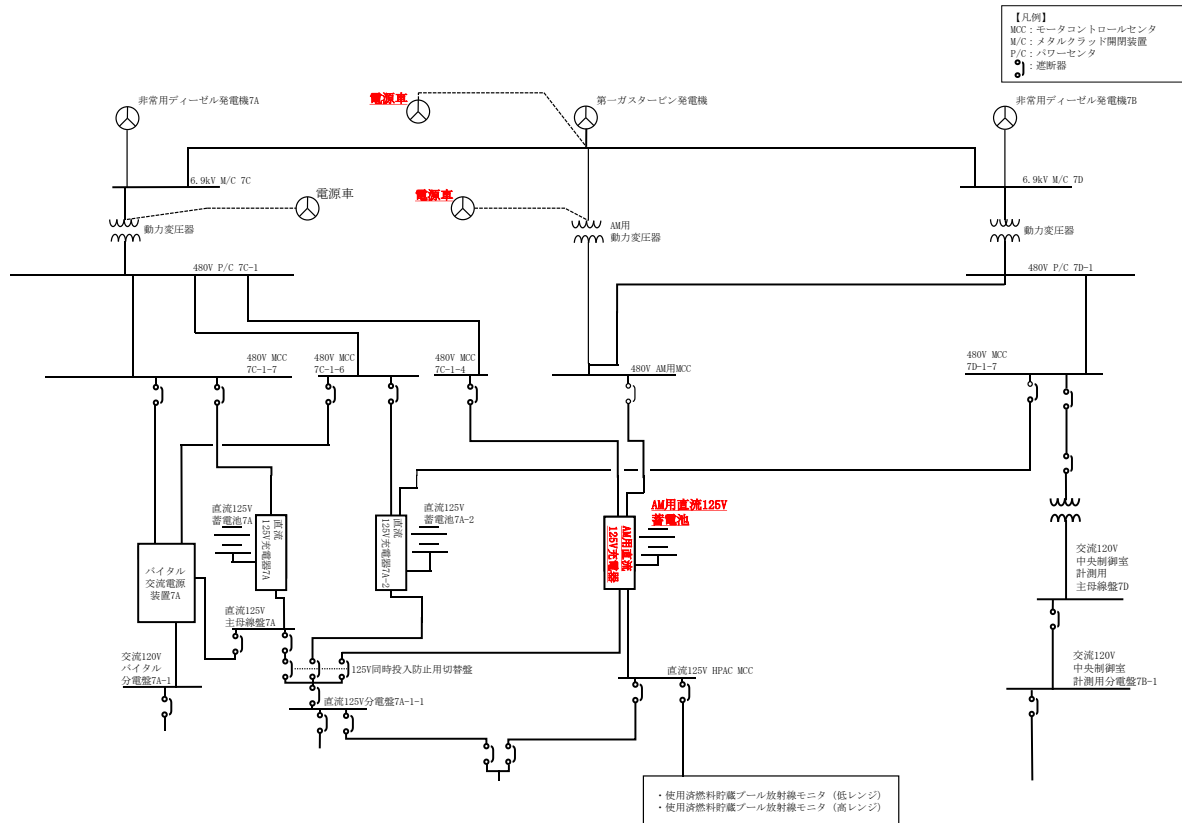 【凡例】
MCC：モータコントロールセンタ
M/C：メタルクラッド開閉装置
P/C：パワーセンタ
：遮断器
非常用ディーゼル発電機7A
電源車
第一ガスタービン発電機
非常用ディーゼル発電機7B
6.9kV M/C 7C
6.9kV M/C 7D
電源車
電源車
動力変圧器
AM用
動力変圧器
動力変圧器
480V P/C 7C-1
480V P/C 7D-1
480V MCC
7C-1-7
480V MCC
7C-1-6
480V MCC
7C-1-4
480V AM用MCC
480V MCC
7D-1-7
直流125V
蓄電池7A
直流
125V充電器7A
直流125V
蓄電池7A-2
直流
125V充電器7A-2
AM用直流125V
蓄電池
AM用直流
125V充電器
バイタル
交流電源
装置7A
交流120V
中央制御室
計測用
主母線盤7D
直流125V
主母線盤7A
交流120V
バイタル
分電盤7A-1
125V同時投入防止用切替盤
直流125V HPAC MCC
交流120V
中央制御室
計測用分電盤7B-1
直流125V分電盤7A-1-1
・使用済燃料貯蔵プール放射線モニタ（低レンジ）
・使用済燃料貯蔵プール放射線モニタ（高レンジ）